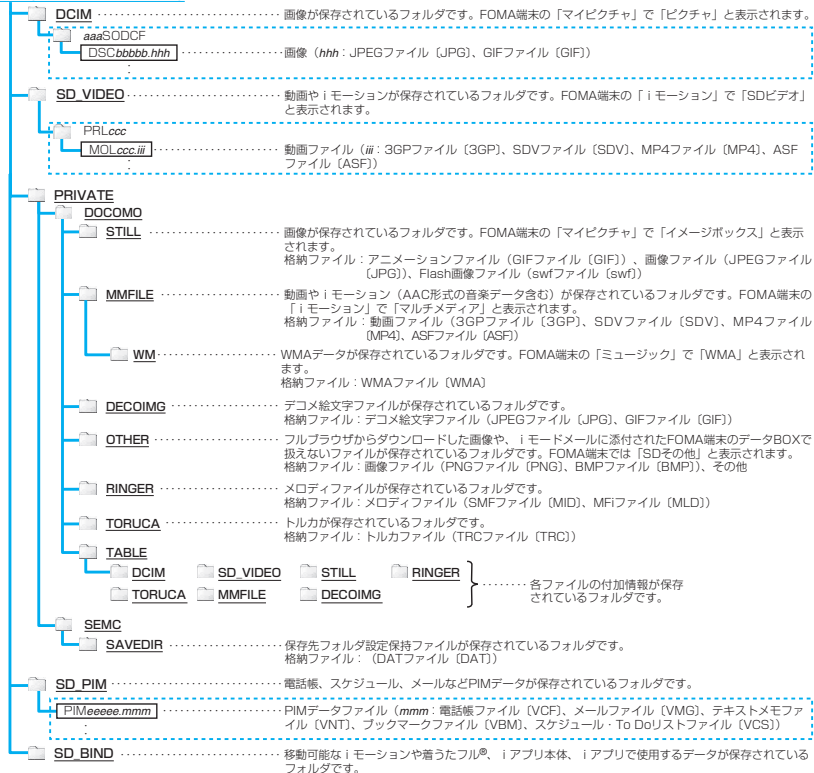 DCIM ・・・・・・・・・・・・・・・・・・・・ 画像が保存されているフォルダです。FOMA端末の「マイピクチャ」で「ピクチャ」と表示されます。
aaaSODCF
DSCbbbbb.hhh ・・・・・・・・・・ 画像（hhh：JPEGファイル〔JPG〕、GIFファイル〔GIF〕）
：
SD_VIDEO ・・・・・・・・・・・・・・・・・・・・ 動画やｉモーションが保存されているフォルダです。FOMA端末の「ｉモーション」で「SDビデオ」
と表示されます。
PRLccc
MOLccc.iii ・・・・・・・・・・・・・・・・ 動画ファイル（iii：3GPファイル〔3GP〕、SDVファイル〔SDV〕、MP4ファイル〔MP4〕、ASF
ファイル〔ASF〕）
：
PRIVATE
DOCOMO
STILL ・・・・・・・・・・・・・・・・ 画像が保存されているフォルダです。FOMA端末の「マイピクチャ」で「イメージボックス」と表示
されます。
格納ファイル：アニメーションファイル（GIFファイル〔GIF〕）、画像ファイル（JPEGファイル
〔JPG〕）、Flash画像ファイル（swfファイル〔swf〕）
MMFILE ・・・・・・・・・・・・・・・・ 動画やｉモーション（AAC形式の音楽データ含む）が保存されているフォルダです。FOMA端末の
「ｉモーション」で「マルチメディア」と表示されます。
格納ファイル：動画ファイル（3GPファイル〔3GP〕、SDVファイル〔SDV〕、MP4ファイル
〔MP4〕、ASFファイル〔ASF〕）
WM ・・・・・・・・・・・・・・・・ WMAデータが保存されているフォルダです。FOMA端末の「ミュージック」で「WMA」と表示され
ます。
格納ファイル：WMAファイル〔WMA〕
DECOIMG ・・・・・・・・・・・・・・ デコメ絵文字ファイルが保存されているフォルダです。
格納ファイル：デコメ絵文字ファイル（JPEGファイル〔JPG〕、GIFファイル〔GIF〕）
OTHER ・・・・・・・・・・・・・・・・ フルブラウザからダウンロードした画像や、ｉモードメールに添付されたFOMA端末のデータBOXで
扱えないファイルが保存されているフォルダです。FOMA端末では「SDその他」と表示されます。
格納ファイル：画像ファイル（PNGファイル〔PNG〕、BMPファイル〔BMP〕）、その他
RINGER ・・・・・・・・・・・・・・・・ メロディファイルが保存されているフォルダです。
格納ファイル：メロディファイル（SMFファイル〔MID〕、MFiファイル〔MLD〕）
TORUCA ・・・・・・・・・・・・・・・・ トルカが保存されているフォルダです。
格納ファイル：トルカファイル（TRCファイル〔TRC〕）
TABLE
DCIM SD_VIDEO STILL RINGER
TORUCA MMFILE DECOIMG
・・・・・・・・ 各ファイルの付加情報が保存
されているフォルダです。
SEMC
SAVEDIR ・・・・・・・・・・・・・・・・ 保存先フォルダ設定保持ファイルが保存されているフォルダです。
格納ファイル：（DATファイル〔DAT〕）
SD_PIM ・・・・・・・・・・・・・・・・・・・・ 電話帳、スケジュール、メールなどPIMデータが保存されているフォルダです。
PIMeeeee.mmm ・・・・・・・・・・・・・・ PIMデータファイル（mmm：電話帳ファイル〔VCF〕、メールファイル〔VMG〕、テキストメモファ
イル〔VNT〕、ブックマークファイル〔VBM〕、スケジュール・To Doリストファイル〔VCS〕）
：
SD_BIND ・・・・・・・・・・・・・・・・・・・・ 移動可能なｉモーションや着うたフル®、ｉアプリ本体、ｉアプリで使用するデータが保存されている
フォルダです。